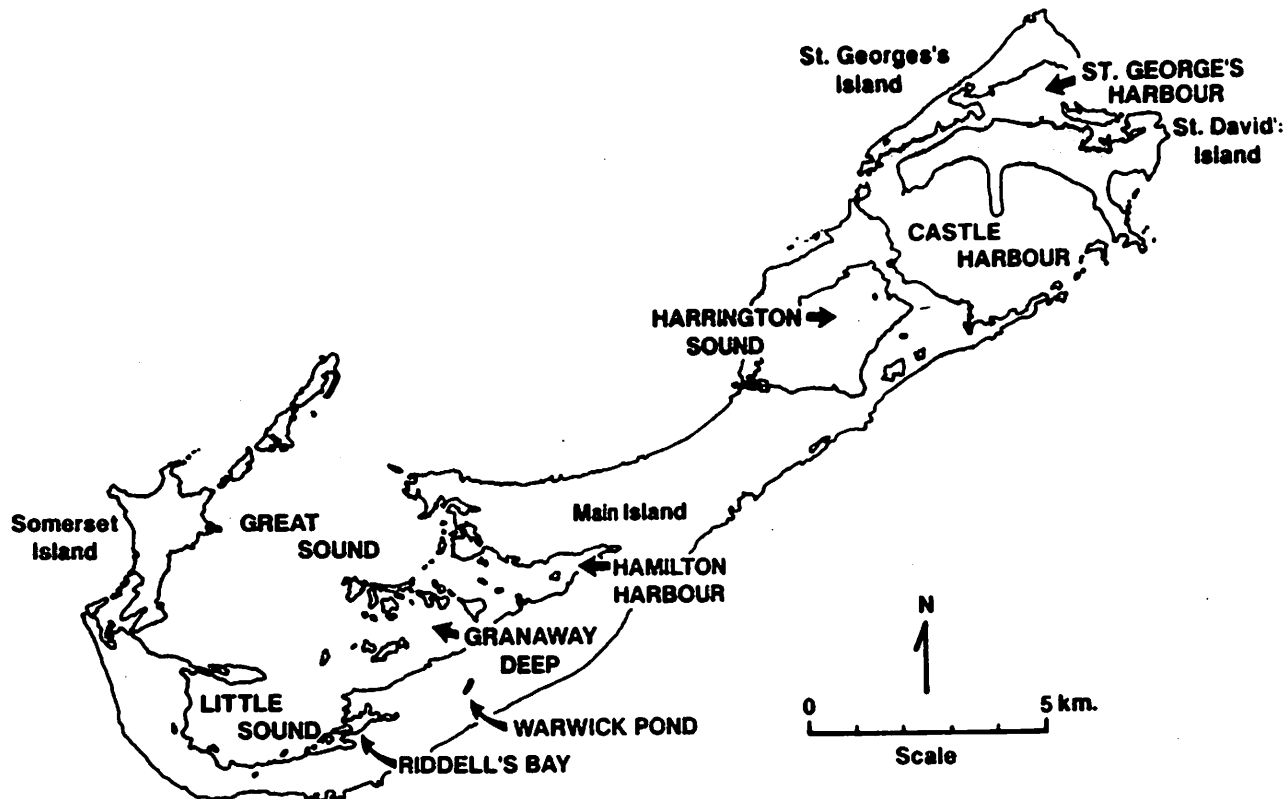 St. Georges's
Island
ST. GEORGE'S
HARBOUR
St. David':
Island
CASTLE
HARBOUR
HARRINGTON
SOUND
Somerset
Island
GREAT
SOUND
Main Island
HAMILTON
HARBOUR
GRANAWAY
DEEP
LITTLE
SOUND
WARWICK POND
RIDDELL'S BAY
N
0 5 km.
Scale